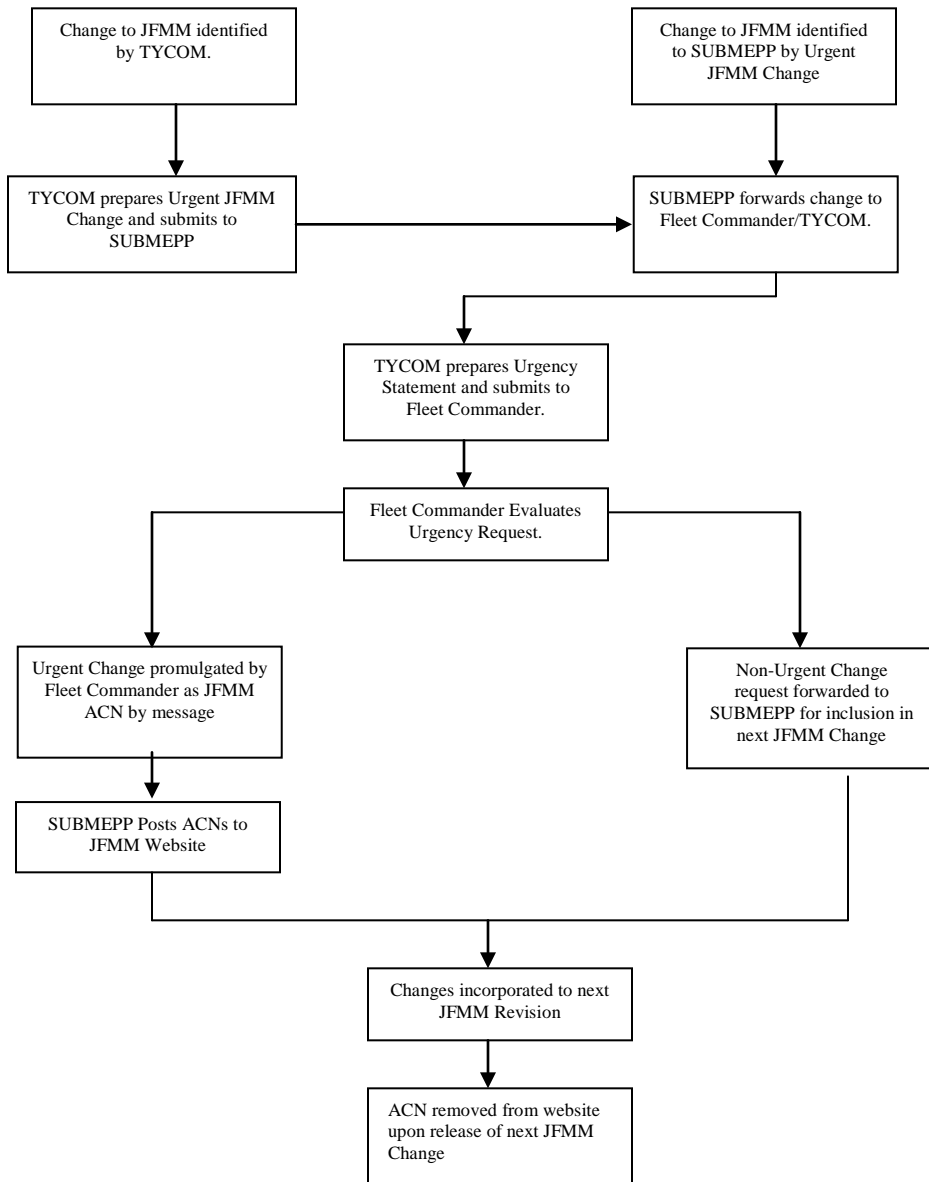 Change to JFMM identified
by TYCOM.
Change to JFMM identified
to SUBMEPP by Urgent
JFMM Change
TYCOM prepares Urgent JFMM
Change and submits to
SUBMEPP
SUBMEPP forwards change to
Fleet Commander/TYCOM.
TYCOM prepares Urgency
Statement and submits to
Fleet Commander.
Fleet Commander Evaluates
Urgency Request.
Urgent Change promulgated by
Fleet Commander as JFMM
ACN by message
Non-Urgent Change
request forwarded to
SUBMEPP for inclusion in
next JFMM Change
SUBMEPP Posts ACNs to
JFMM Website
Changes incorporated to next
JFMM Revision
ACN removed from website
upon release of next JFMM
Change